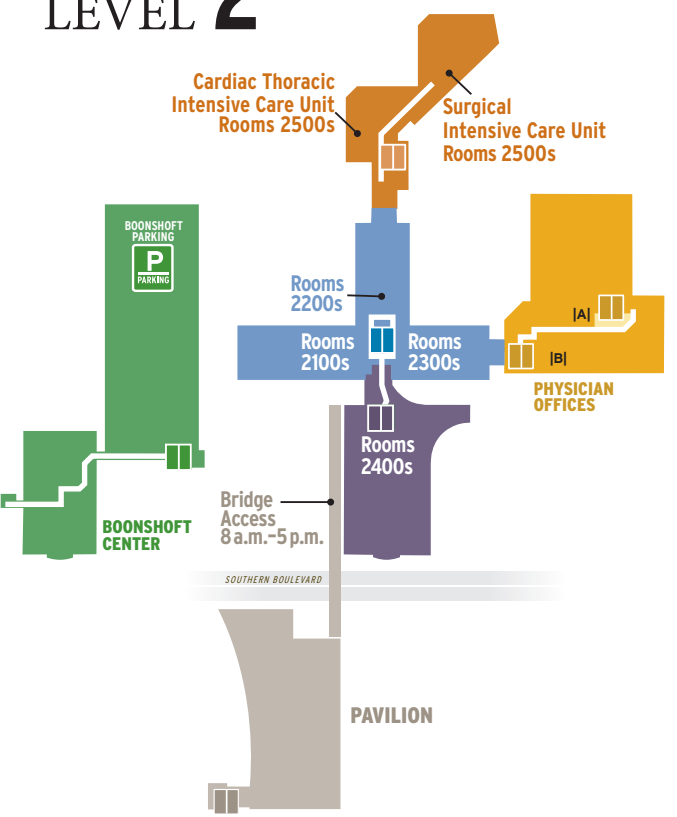 LEVEL 2
Cardiac Thoracic
Intensive Care Unit
Rooms 2500s
Surgical
Intensive Care Unit
Rooms 2500s
BOONSHOFT
PARKING
P
PARKING
Rooms
2200s
Rooms
2100s
Rooms
2300s
|A|
|B|
PHYSICIAN
OFFICES
Rooms
2400s
Bridge
Access
8 a.m.–5 p.m.
BOONSHOFT
CENTER
SOUTHERN BOULEVARD
PAVILION